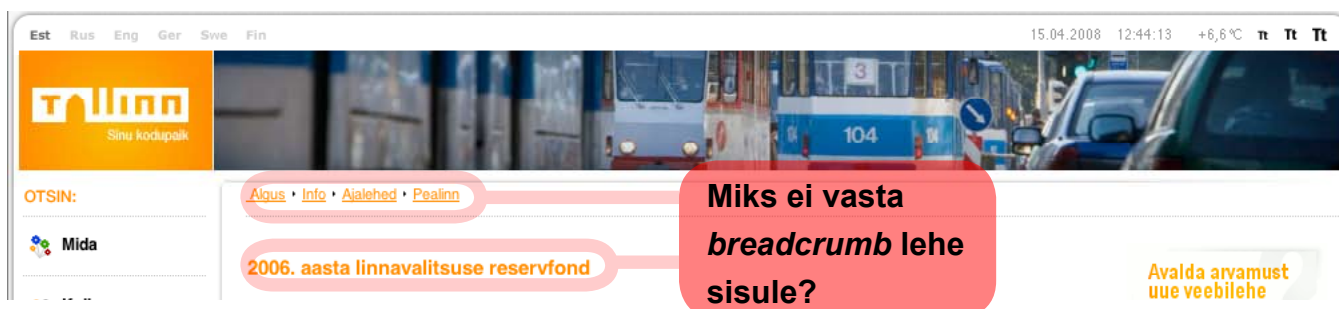 Est Rus Eng Ger Swe Fin
15.04.2008 12:44:13 +6,6°C Tt Tt Tt
Tallinn
Sinu kodupaik
3
104
104
OTSIN:
Algus ‣ Info ‣ Ajalehed ‣ Pealinn
Miks ei vasta
breadcrumb lehe
sisule?
Mida
2006. aasta linnavalitsuse reservfond
Avalda arvamust
uue veebilehe